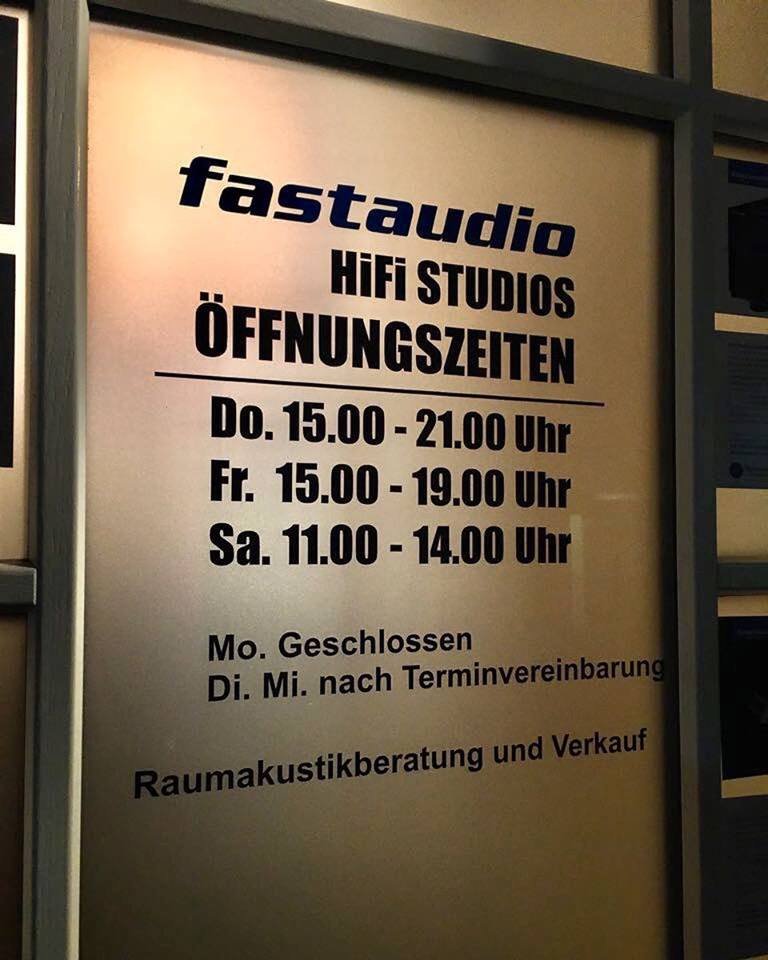 fastaudio
HiFi STUDIOS
ÖFFNUNGSZEITEN
Do. 15.00 - 21.00 Uhr
Fr. 15.00 - 19.00 Uhr
Sa. 11.00 - 14.00 Uhr
Mo. Geschlossen
Di. Mi. nach Terminvereinbarung
Raumakustikberatung und Verkauf